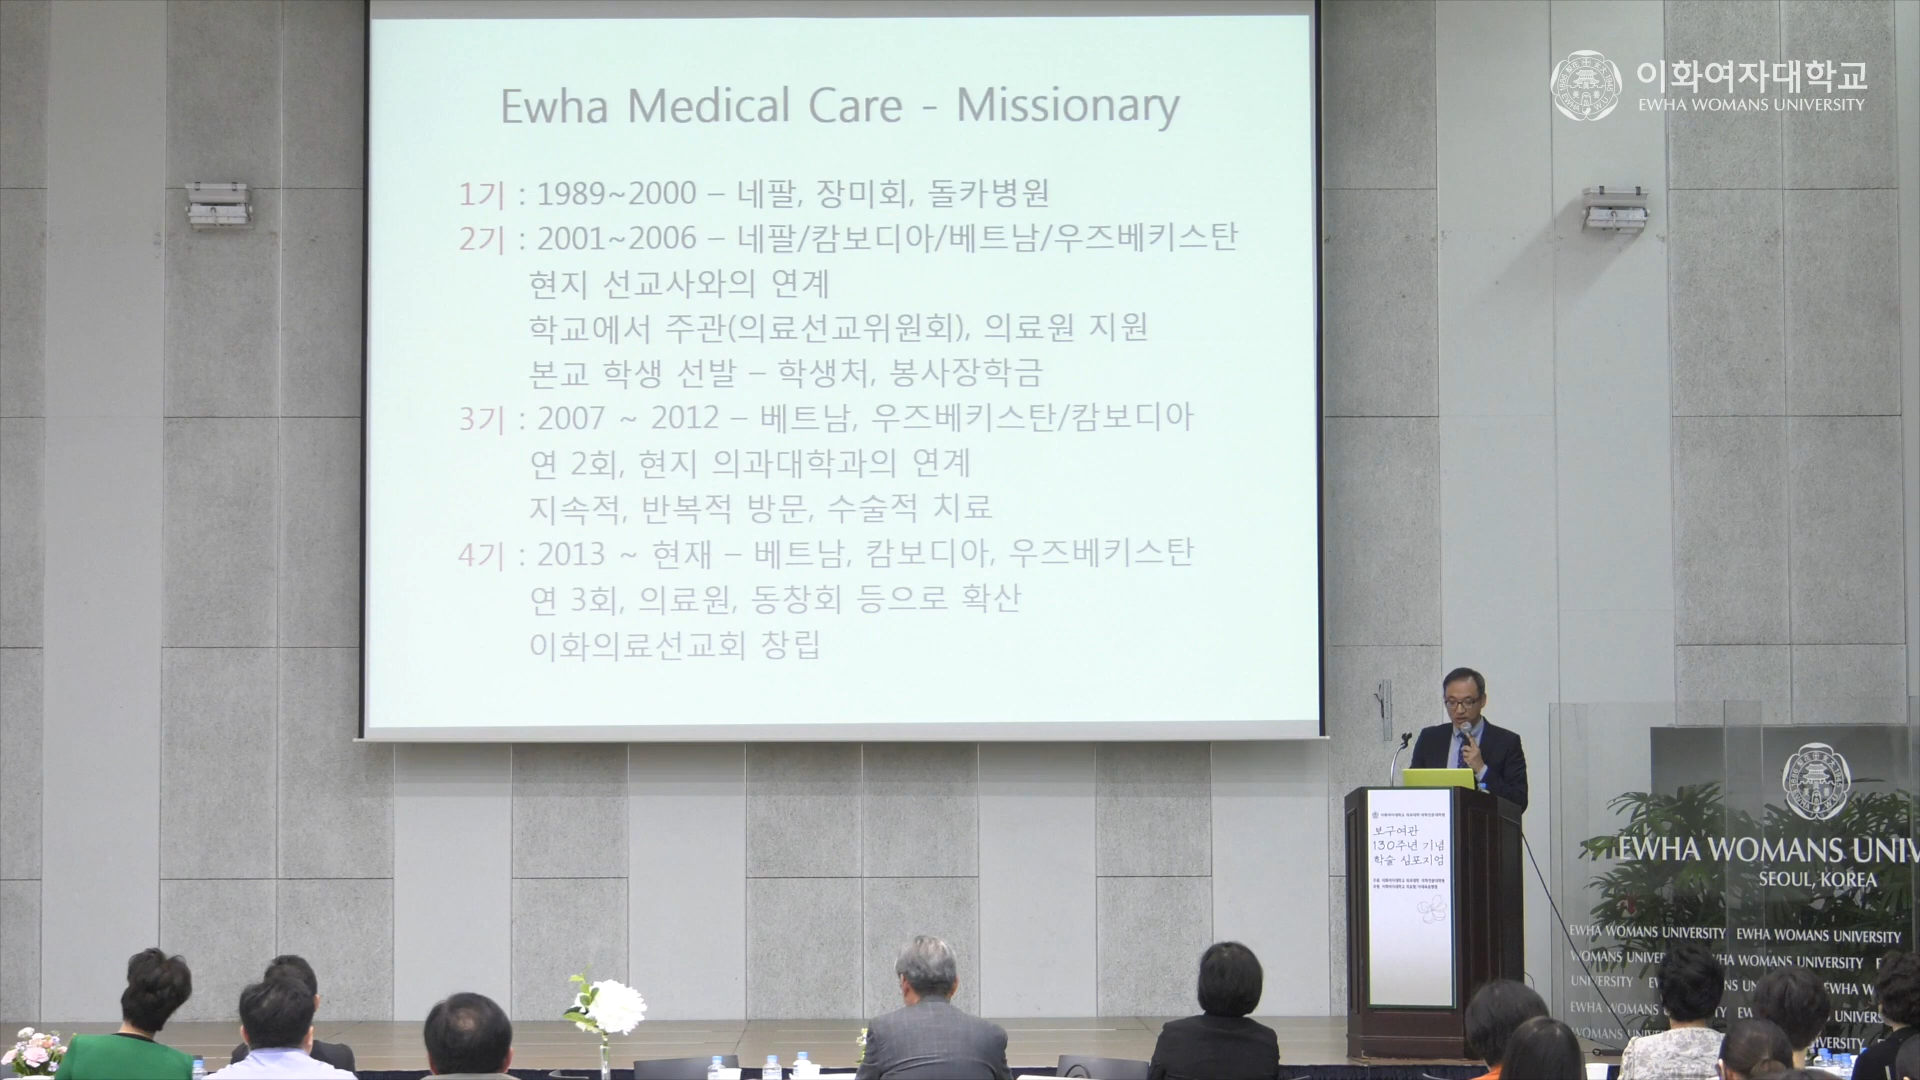 Ewha Medical Care - Missionary
1기 : 1989~2000 – 네팔, 장미회, 돌카병원
2기 : 2001~2006 – 네팔/캄보디아/베트남/우즈베키스탄
현지 선교사와의 연계
학교에서 주관(의료선교위원회), 의료원 지원
본교 학생 선발 – 학생처, 봉사장학금
3기 : 2007 ~ 2012 – 베트남, 우즈베키스탄/캄보디아
연 2회, 현지 의과대학과의 연계
지속적, 반복적 방문, 수술적 치료
4기 : 2013 ~ 현재 – 베트남, 캄보디아, 우즈베키스탄
연 3회, 의료원, 동창회 등으로 확산
이화의료선교회 창립
이화여자대학교
EWHA WOMANS UNIVERSITY
보구여관
130주년 기념
학술 심포지엄
EWHA WOMANS UNIV
SEOUL, KOREA
EWHA WOMANS UNIVERSITY EWHA WOMANS UNIVERSITY
WOMANS UNIVERSITY WHA WOMANS UNIVERSITY
UNIVERSITY
EWHA WOMANS